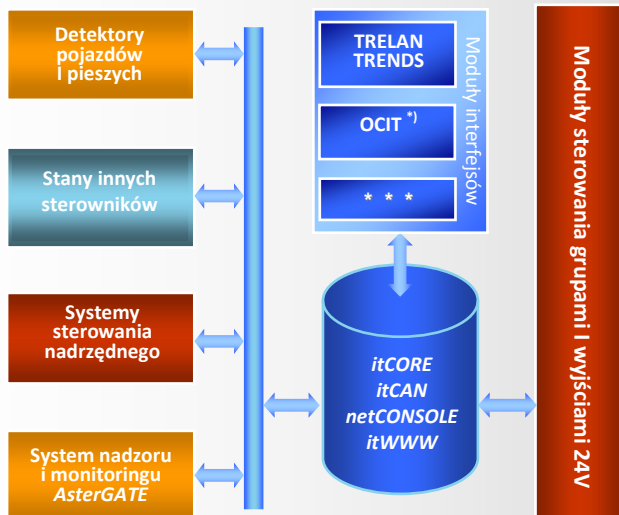 Detektory
pojazdów
I pieszych
Stany innych
sterowników
Systemy
sterowania
nadrzędnego
System nadzoru
i monitoringu
AsterGATE
TRELAN
TRENDS
OCIT *)
* * *
Moduły interfejsów
itCORE
itCAN
netCONSOLE
itWWW
Moduły sterowania grupami I wyjściami 24V